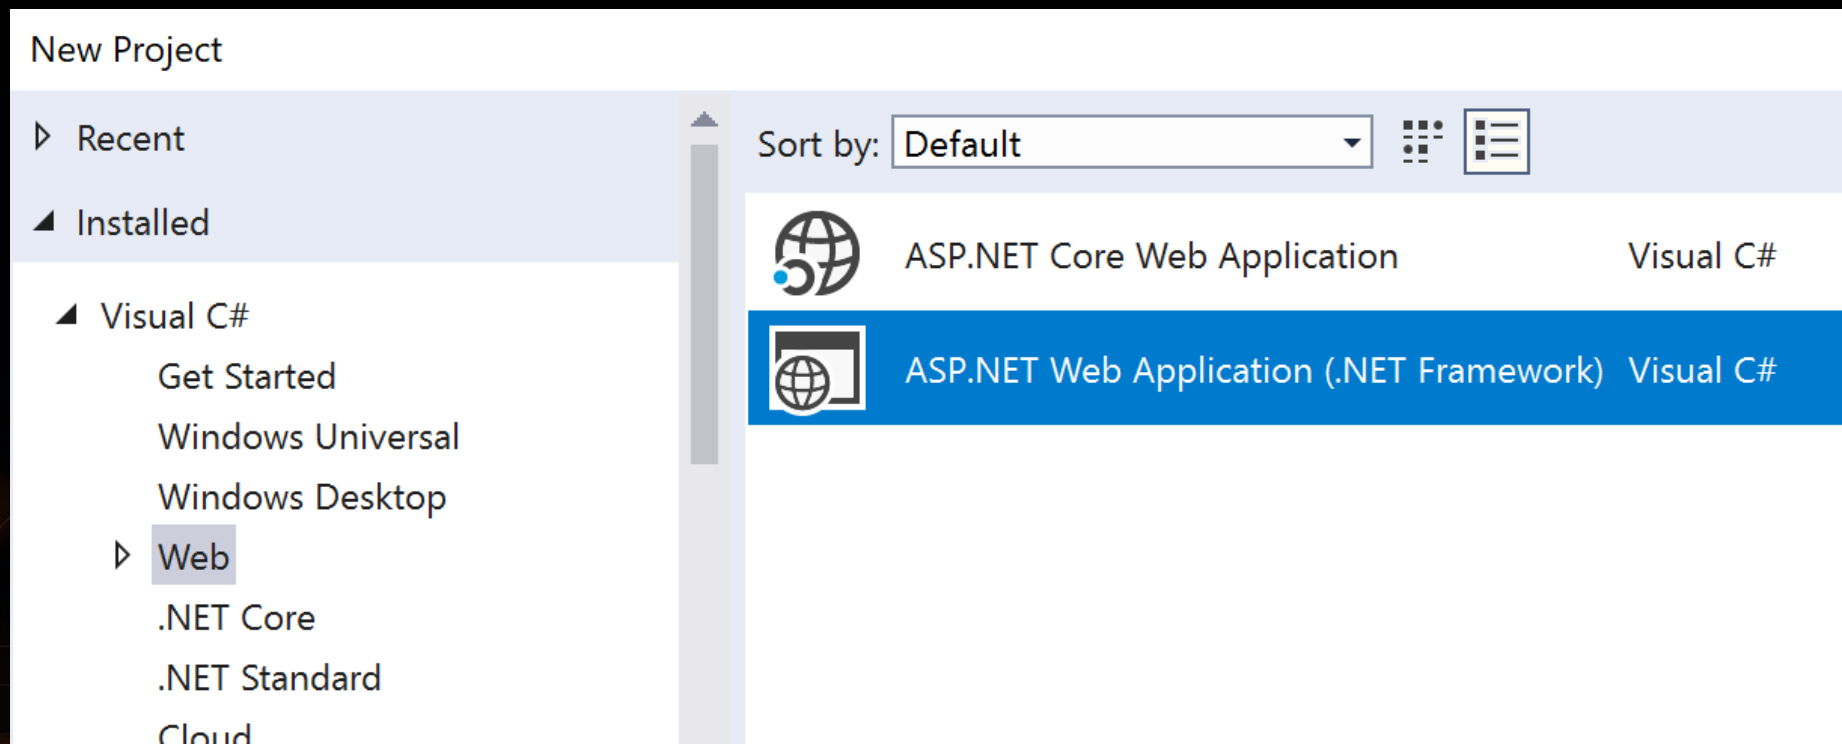 New Project
Recent
Installed
Visual C#
Get Started
Windows Universal
Windows Desktop
Web
.NET Core
.NET Standard
Cloud
Sort by: Default
ASP.NET Core Web Application Visual C#
ASP.NET Web Application (.NET Framework) Visual C#